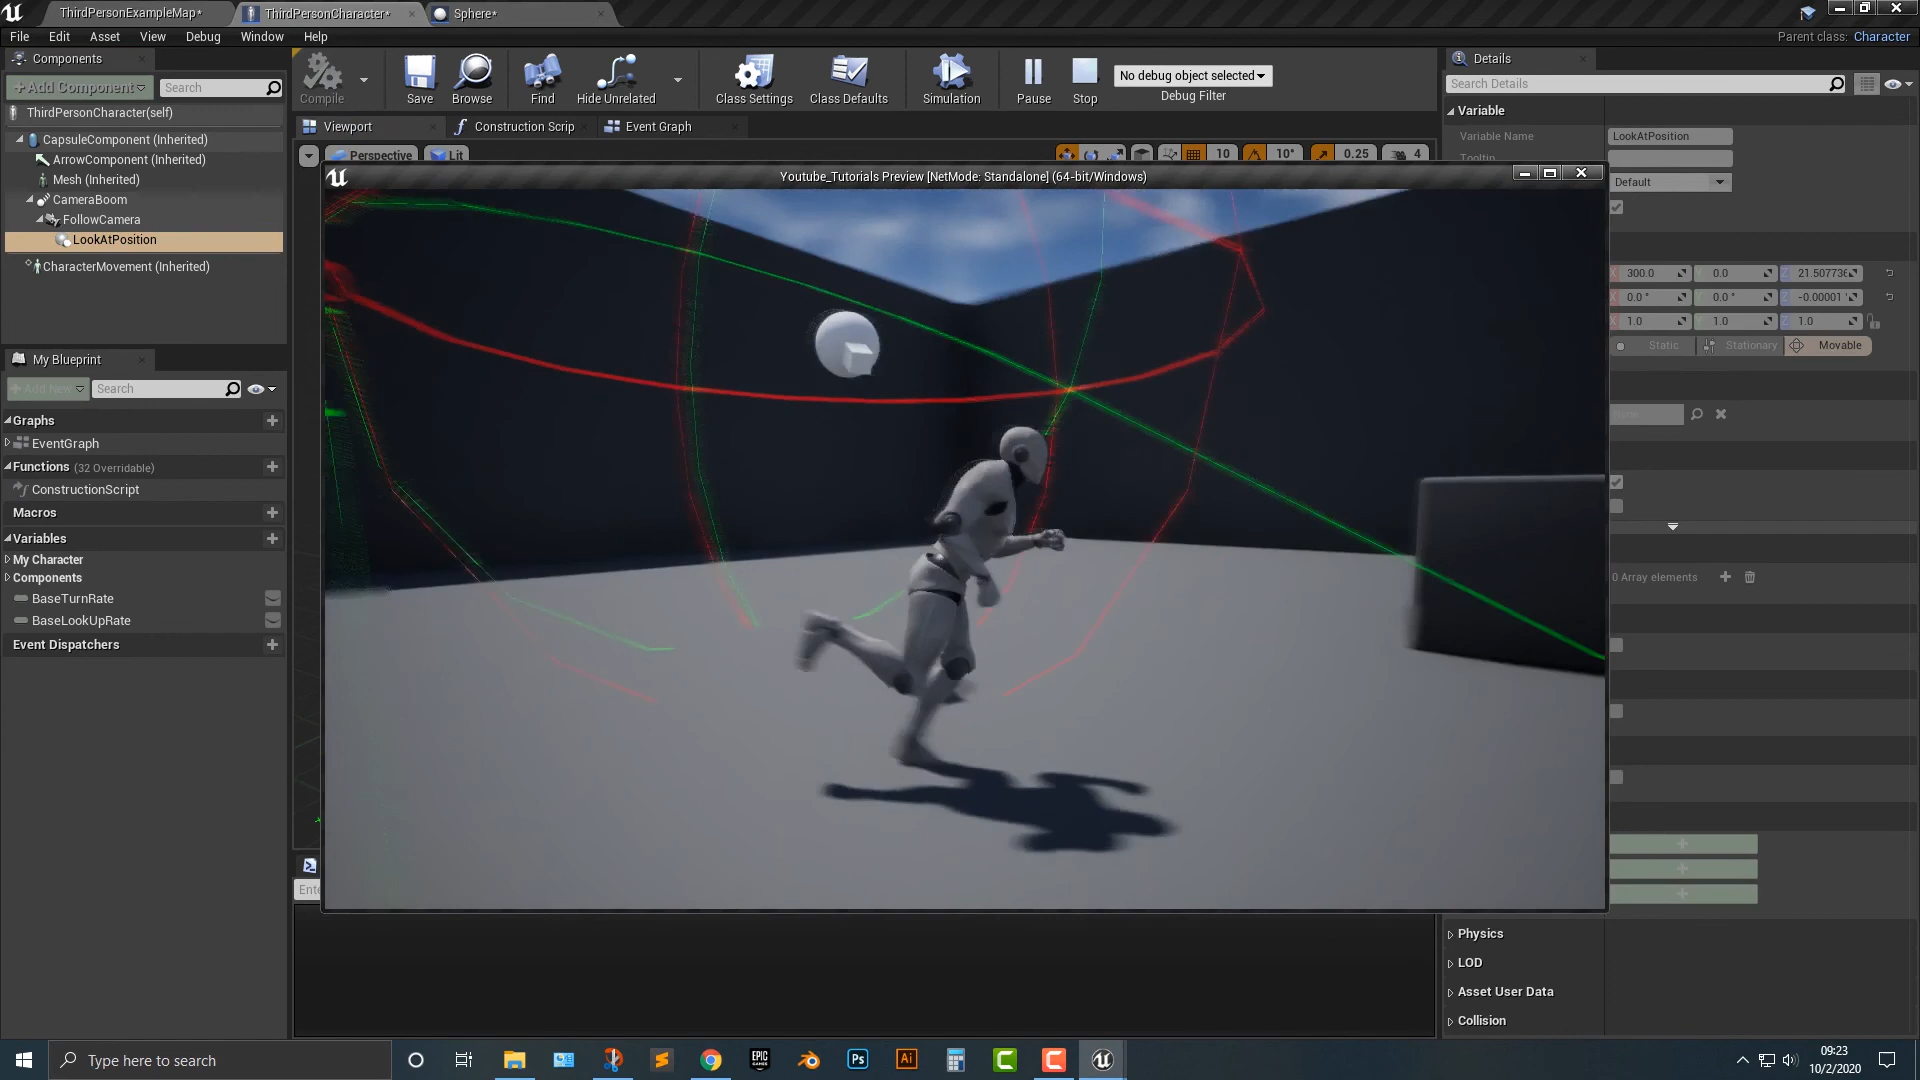 ThirdPersonExampleMap*
ThirdPersonCharacter*
Sphere*
File Edit Asset View Debug Window Help
Parent class: Character
Components
+Add Component
Search
ThirdPersonCharacter(self)
CapsuleComponent (Inherited)
ArrowComponent (Inherited)
Mesh (Inherited)
CameraBoom
FollowCamera
LookAtPosition
CharacterMovement (Inherited)
Compile
Save
Browse
Find
Hide Unrelated
Class Settings
Class Defaults
Simulation
Pause
Stop
No debug object selected
Debug Filter
Viewport
Construction Scrip
Event Graph
Perspective
Lit
10
10°
0.25
4
Youtube_Tutorials Preview [NetMode: Standalone] (64-bit/Windows)
My Blueprint
+ Add New
Search
Graphs
EventGraph
Functions (32 Overridable)
ConstructionScript
Macros
Variables
My Character
Components
BaseTurnRate
BaseLookUpRate
Event Dispatchers
Details
Search Details
Variable
Variable Name
LookAtPosition
Tooltip
Default
X 300.0
0.0
Z 21.507736
X 0.0 °
0.0 °
Z -0.00001 °
X 1.0
1.0
Z 1.0
Static
Stationary
Movable
0 Array elements
Physics
LOD
Asset User Data
Collision
Ente
Type here to search
EPIC GAMES
Ps
Ai
09:23
10/2/2020